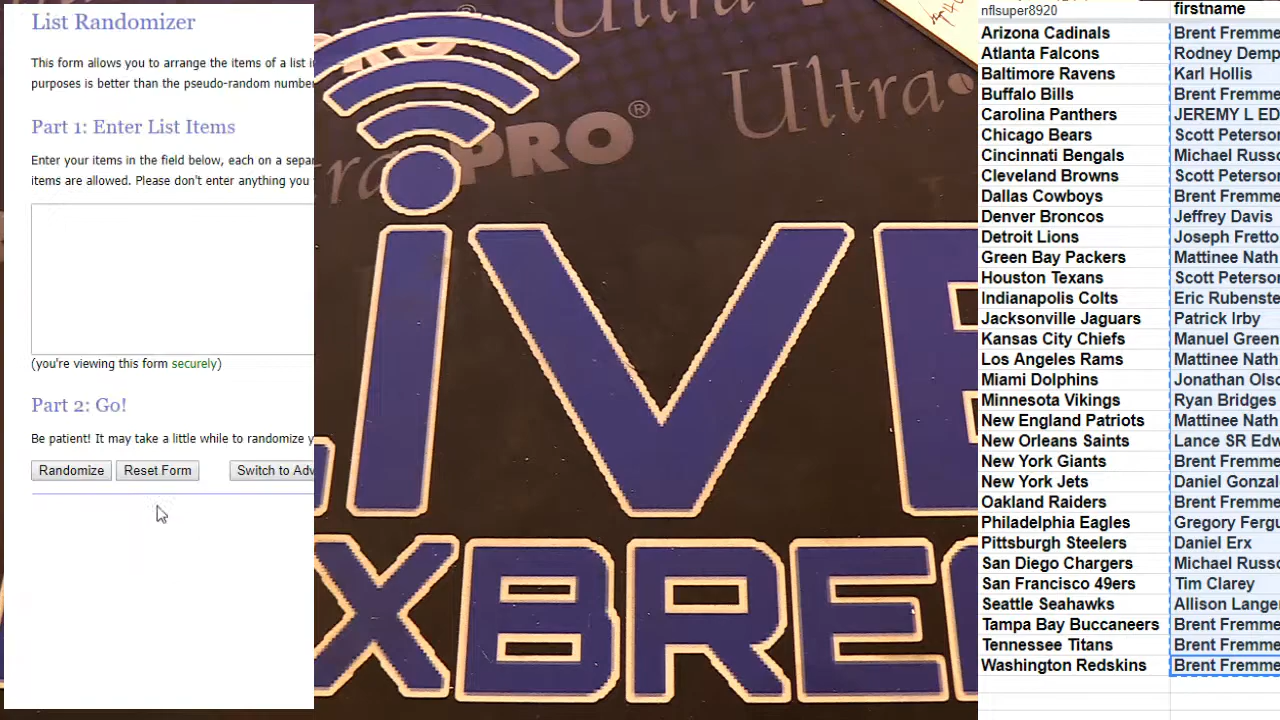 List Randomizer
This form allows you to arrange the items of a list i
purposes is better than the pseudo-random number
Part 1: Enter List Items
Enter your items in the field below, each on a sepa
items are allowed. Please don't enter anything you
(you're viewing this form securely)
Part 2: Go!
Be patient! It may take a little while to randomize y
Randomize Reset Form Switch to Adv
Ultra
PRO®
Ultra
tra PRO®
iVE
XBRE
nflsuper8920 firstname
Arizona Cadinals Brent Fremme
Atlanta Falcons Rodney Demp
Baltimore Ravens Karl Hollis
Buffalo Bills Brent Fremme
Carolina Panthers JEREMY L ED
Chicago Bears Scott Peterson
Cincinnati Bengals Michael Russo
Cleveland Browns Scott Peterson
Dallas Cowboys Brent Fremme
Denver Broncos Jeffrey Davis
Detroit Lions Joseph Fretto
Green Bay Packers Mattinee Nath
Houston Texans Scott Peterson
Indianapolis Colts Eric Rubenste
Jacksonville Jaguars Patrick Irby
Kansas City Chiefs Manuel Green
Los Angeles Rams Mattinee Nath
Miami Dolphins Jonathan Olso
Minnesota Vikings Ryan Bridges
New England Patriots Mattinee Nath
New Orleans Saints Lance SR Edw
New York Giants Brent Fremme
New York Jets Daniel Gonzal
Oakland Raiders Brent Fremme
Philadelphia Eagles Gregory Fergu
Pittsburgh Steelers Daniel Erx
San Diego Chargers Michael Russo
San Francisco 49ers Tim Clarey
Seattle Seahawks Allison Lange
Tampa Bay Buccaneers Brent Fremme
Tennessee Titans Brent Fremme
Washington Redskins Brent Fremme